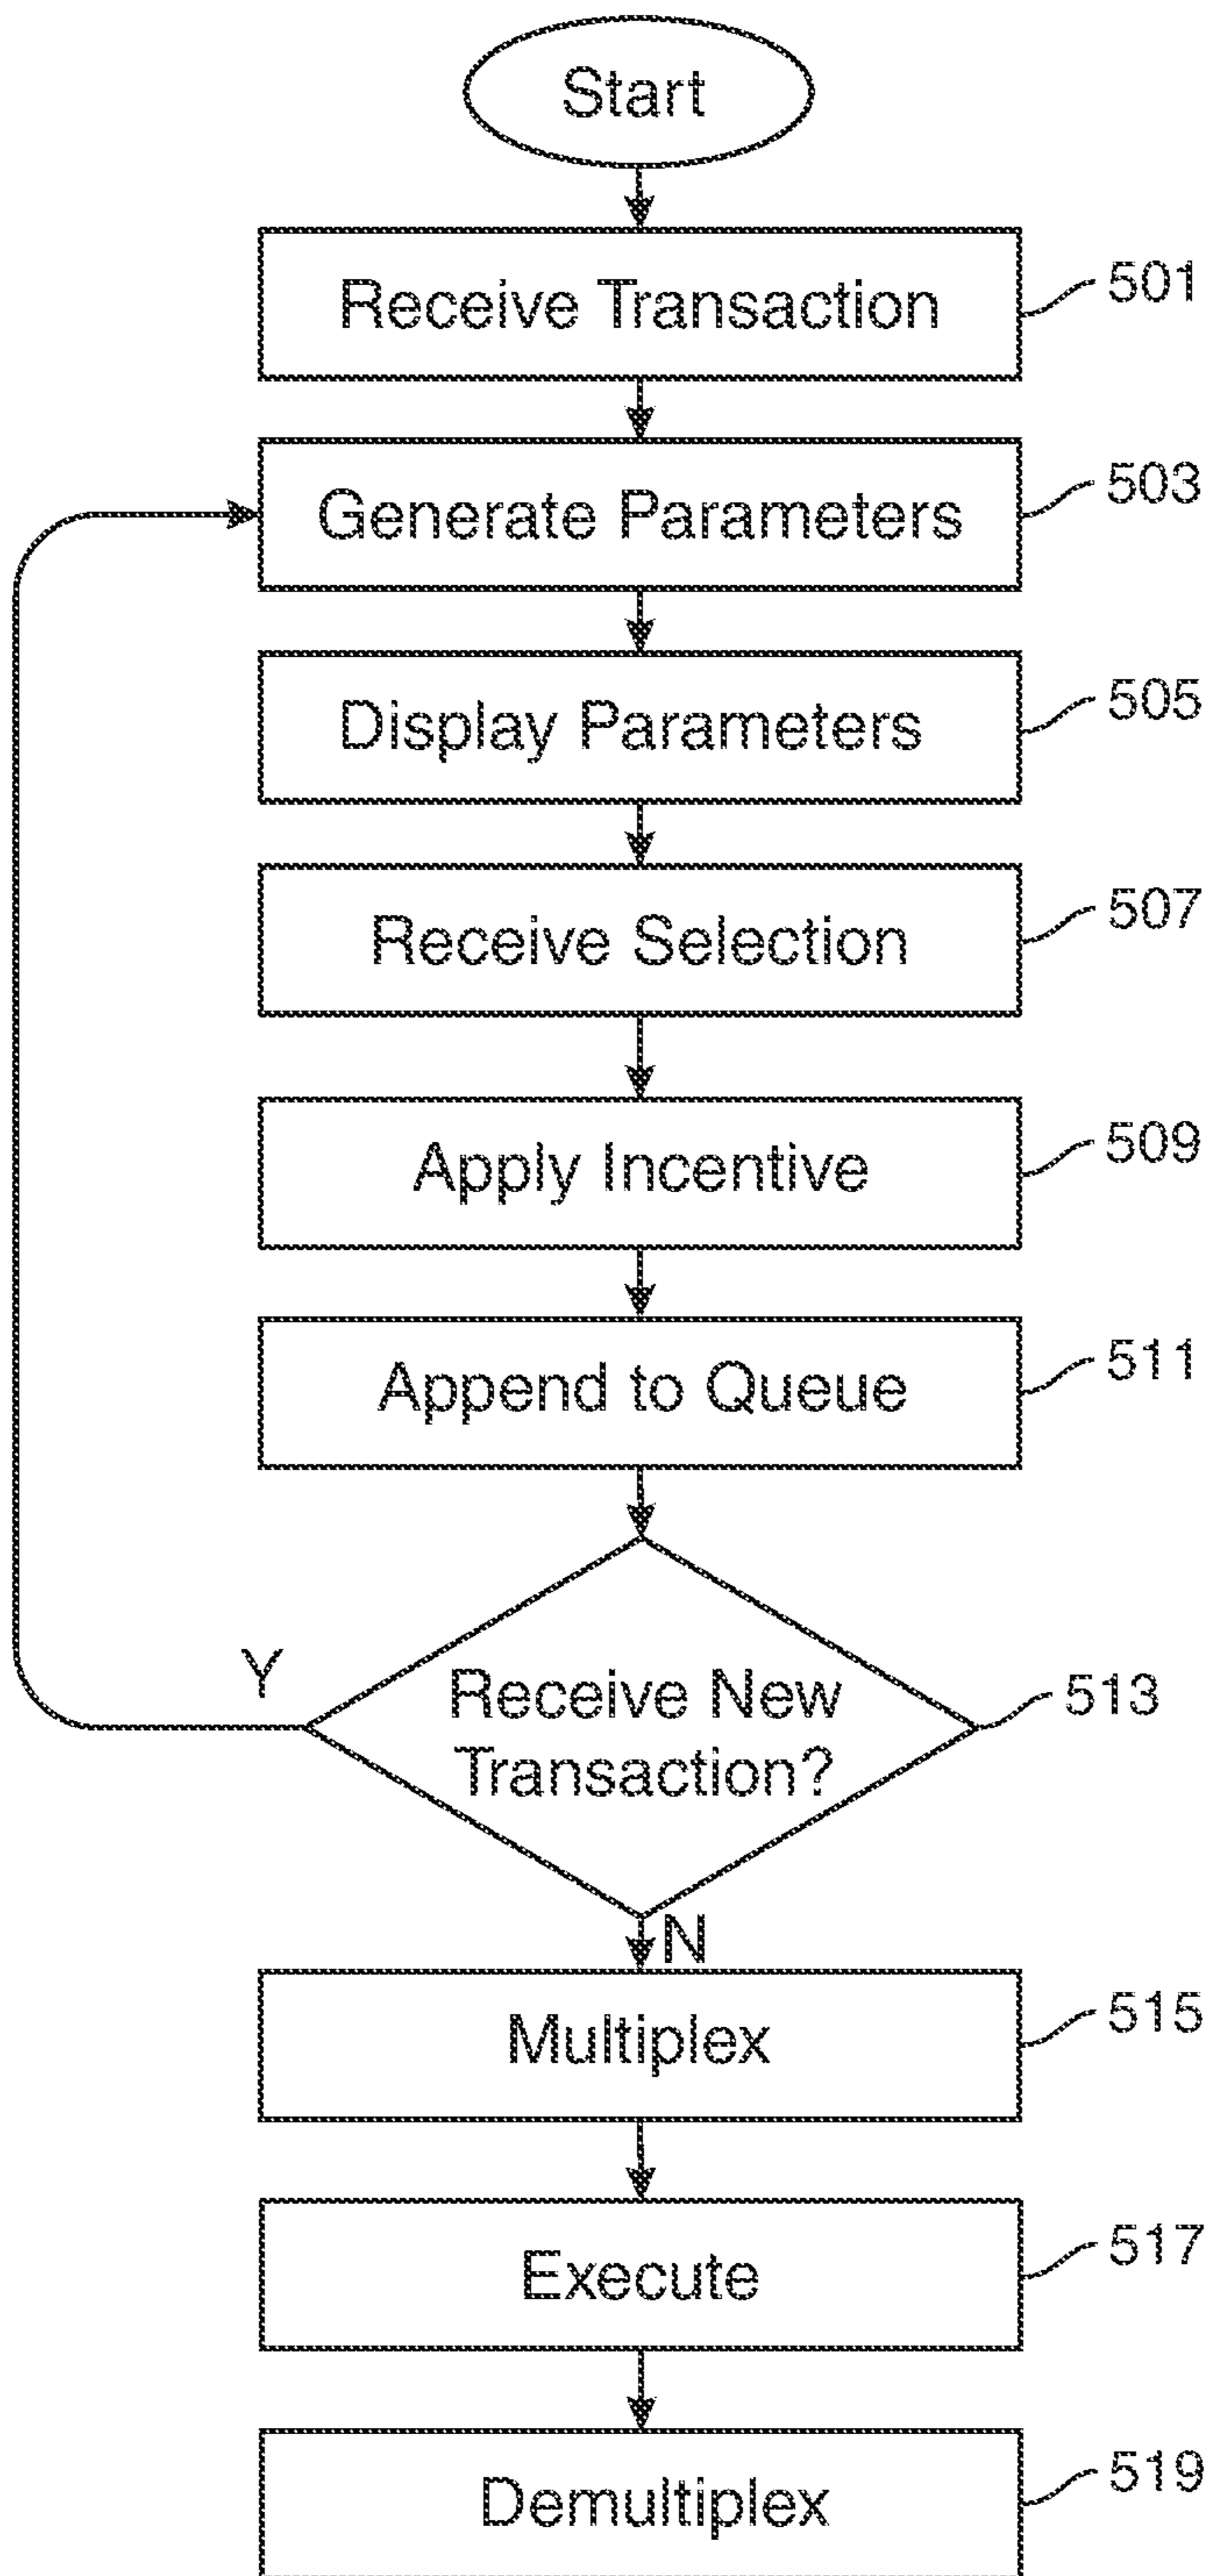 Start
Receive Transaction
501
Generate Parameters
503
Display Parameters
505
Receive Selection
507
Apply Incentive
509
Append to Queue
511
Receive New
Transaction?
513
Y
N
Multiplex
515
Execute
517
Demultiplex
519